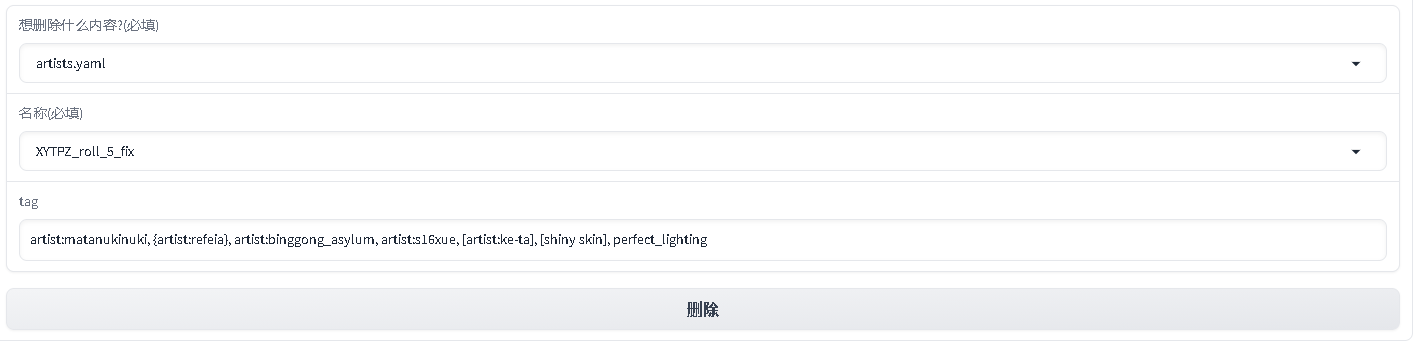 想删除什么内容?(必填)
artists.yaml
名称(必填)
XYTPZ_roll_5_fix
tag
artist:matanukinuki, {artist:refeia}, artist:binggong_asylum, artist:s16xue, [artist:ke-ta], [shiny skin], perfect_lighting
删除